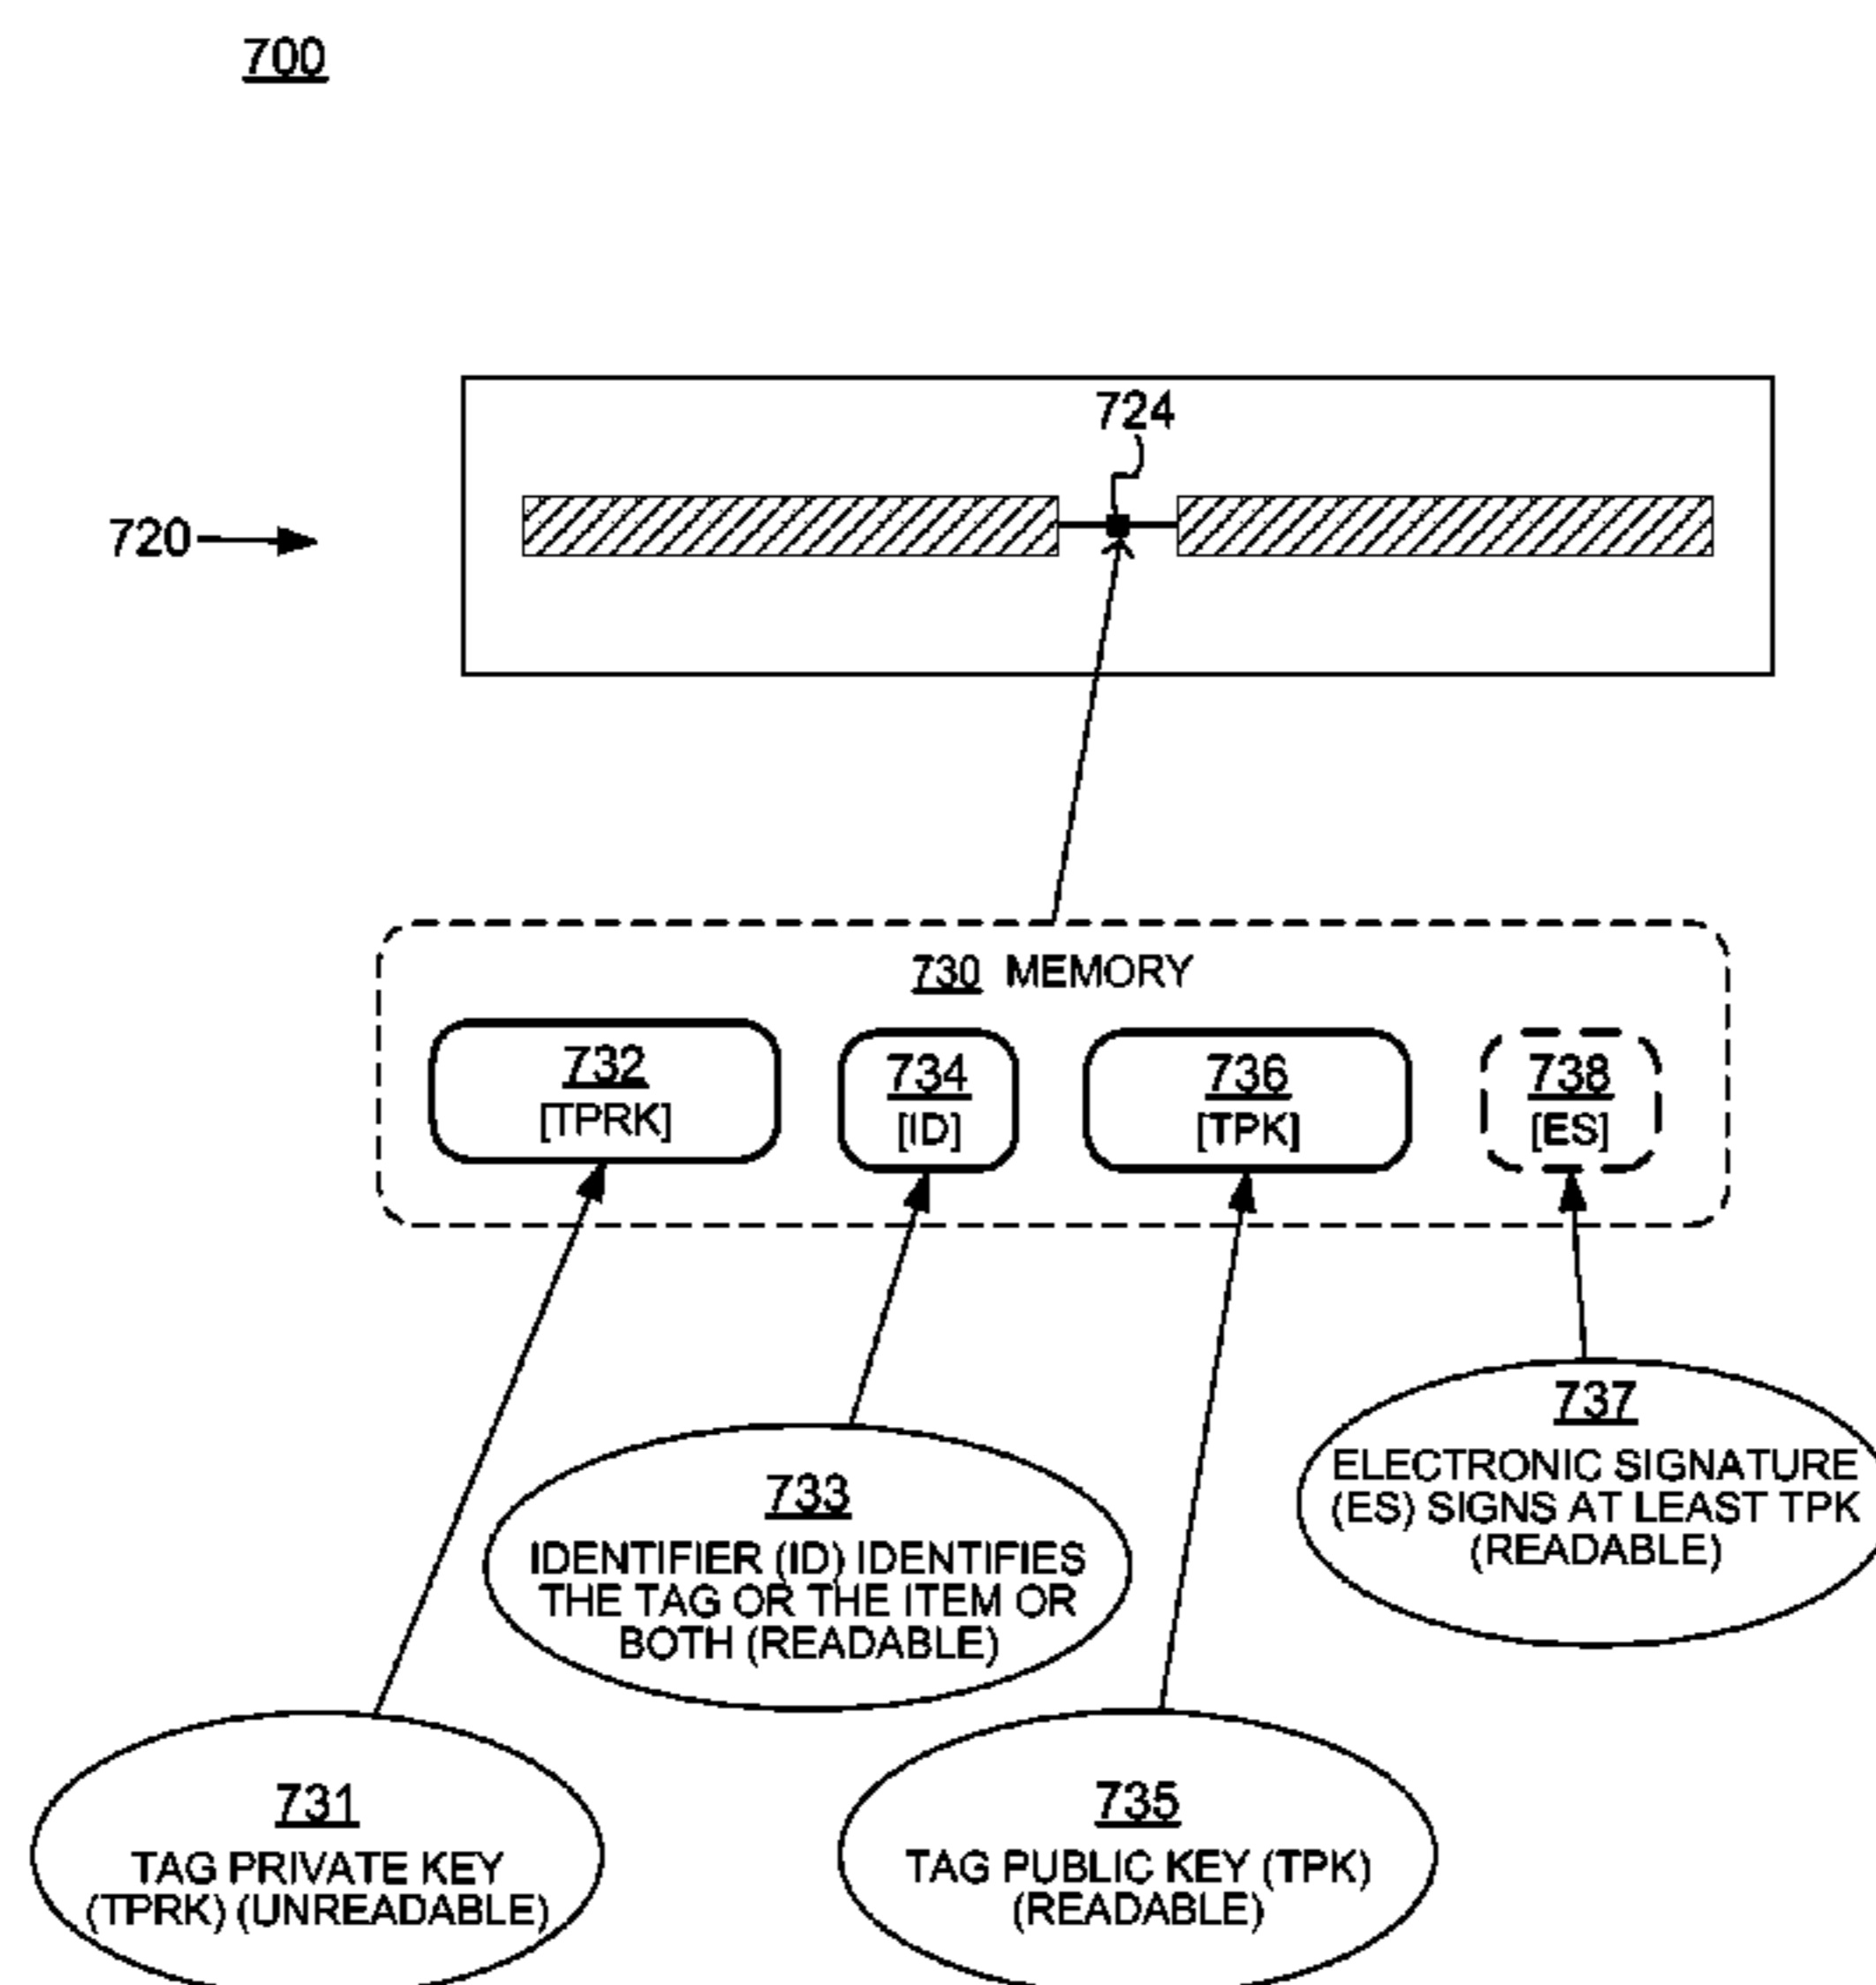 700
724
720
730 MEMORY
732
[TPRK]
734
[ID]
736
[TPK]
738
[ES]
737
ELECTRONIC SIGNATURE
(ES) SIGNS AT LEAST TPK
(READABLE)
733
IDENTIFIER (ID) IDENTIFIES
THE TAG OR THE ITEM OR
BOTH (READABLE)
731
TAG PRIVATE KEY
(TPRK) (UNREADABLE)
735
TAG PUBLIC KEY (TPK)
(READABLE)